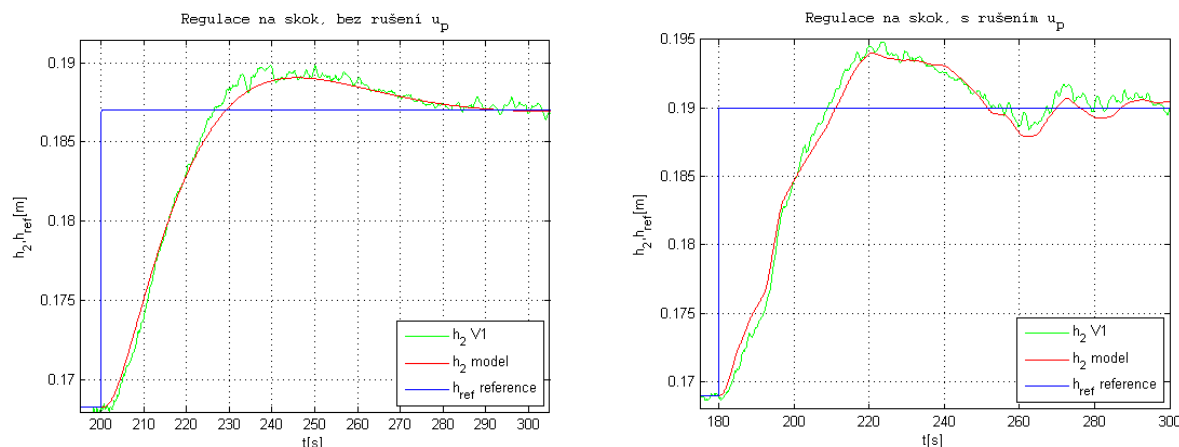 Regulace na skok, bez rušení u_p
0.19
0.185
0.18
0.175
0.17
h_2,h_ref[m]
200 210 220 230 240 250 260 270 280 290 300
t[s]
h_2 V1
h_2 model
h_ref reference
Regulace na skok, s rušením u_p
0.195
0.19
0.185
0.18
0.175
0.17
h_2,h_ref[m]
180 200 220 240 260 280 300
t[s]
h_2 V1
h_2 model
h_ref reference